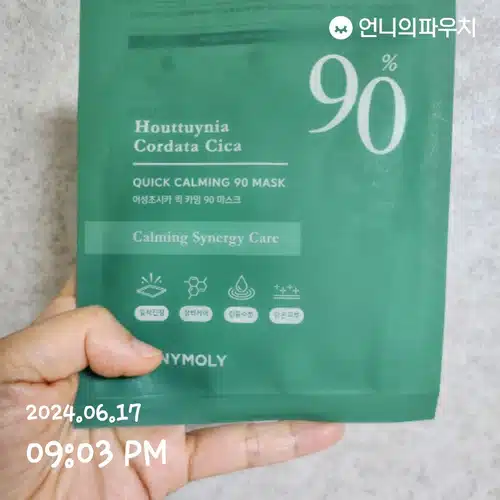 언니의파우치
90%
Houttuynia
Cordata Cica
QUICK CALMING 90 MASK
어성초시카 퀵 카밍 90 마스크
Calming Synergy Care
NYMOLY
2024.06.17
09:03 PM